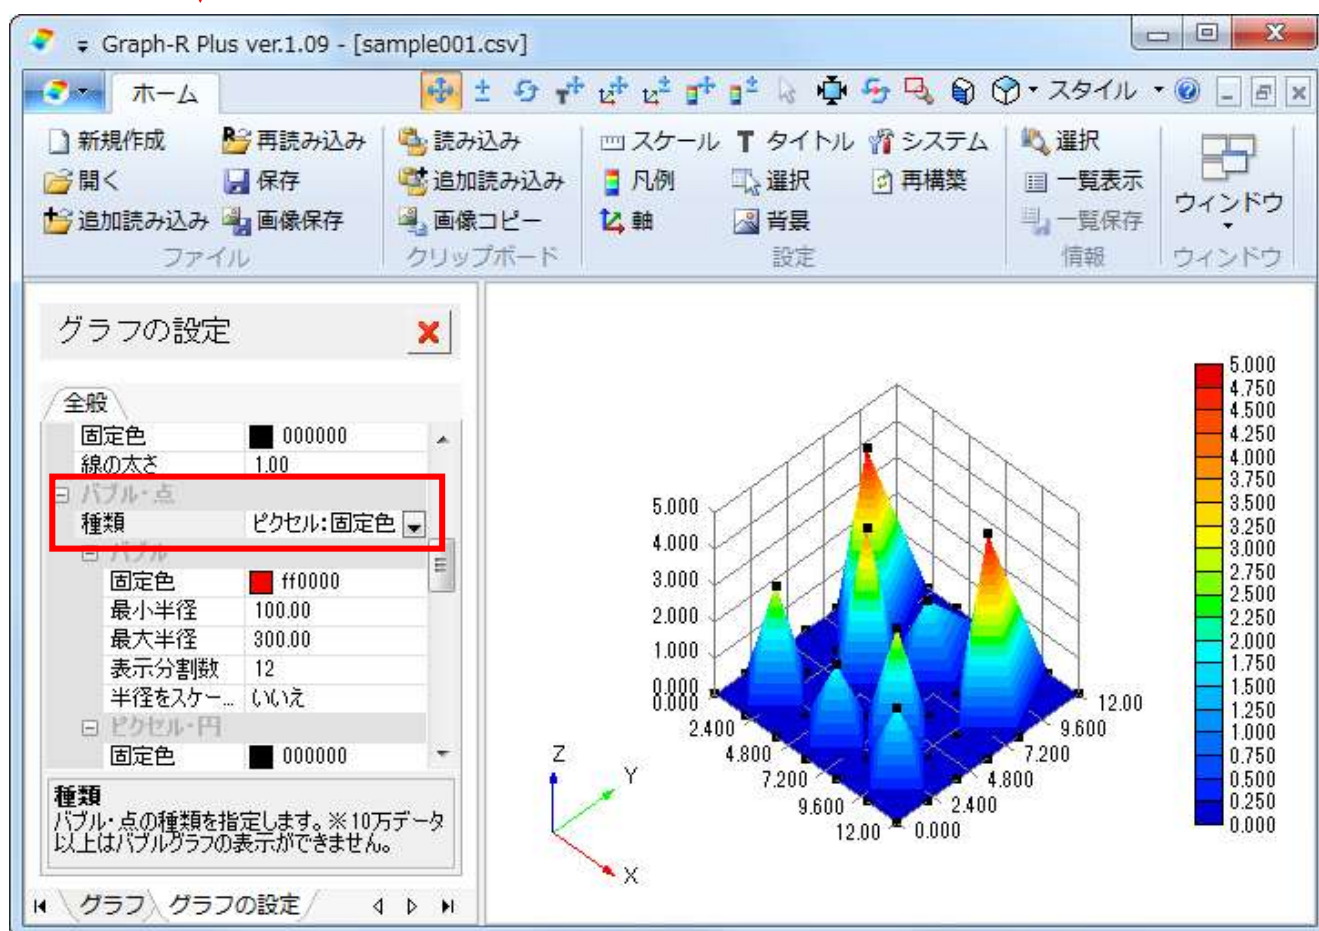 Graph-R Plus ver.1.09 - [sample001.csv]
ホーム
スタイル
新規作成 再読み込み 読み込み スケール T タイトル システム 選択
開く 保存 追加読み込み 凡例 選択 再構築 一覧表示
追加読み込み 画像保存 画像コピー 軸 背景 一覧保存
ウィンドウ
ファイル クリップボード 設定 情報 ウィンドウ
グラフの設定
全般
固定色 000000
線の太さ 1.00
バブル・点
種類 ピクセル:固定色
バブル
固定色 ff0000
最小半径 100.00
最大半径 300.00
表示分割数 12
半径をスケー... いいえ
ピクセル・円
固定色 000000
種類
バブル・点の種類を指定します。※10万データ
以上はバブルグラフの表示ができません。
グラフ グラフの設定
5.000
4.000
3.000
2.000
1.000
0.000
0.000
2.400
4.800
7.200
9.600
12.00
0.000
2.400
4.800
7.200
9.600
12.00
Z
Y
X
5.000
4.750
4.500
4.250
4.000
3.750
3.500
3.250
3.000
2.750
2.500
2.250
2.000
1.750
1.500
1.250
1.000
0.750
0.500
0.250
0.000